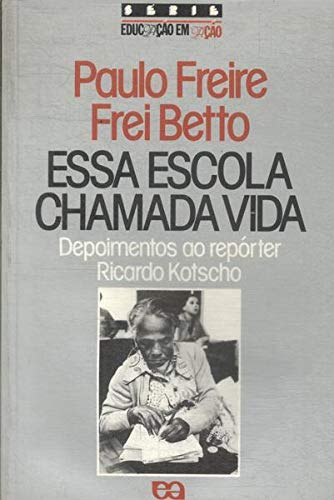 SÉRIE
EDUCAÇÃO EM AÇÃO
Paulo Freire
Frei Betto
ESSA ESCOLA
CHAMADA VIDA
Depoimentos ao repórter
Ricardo Kotscho